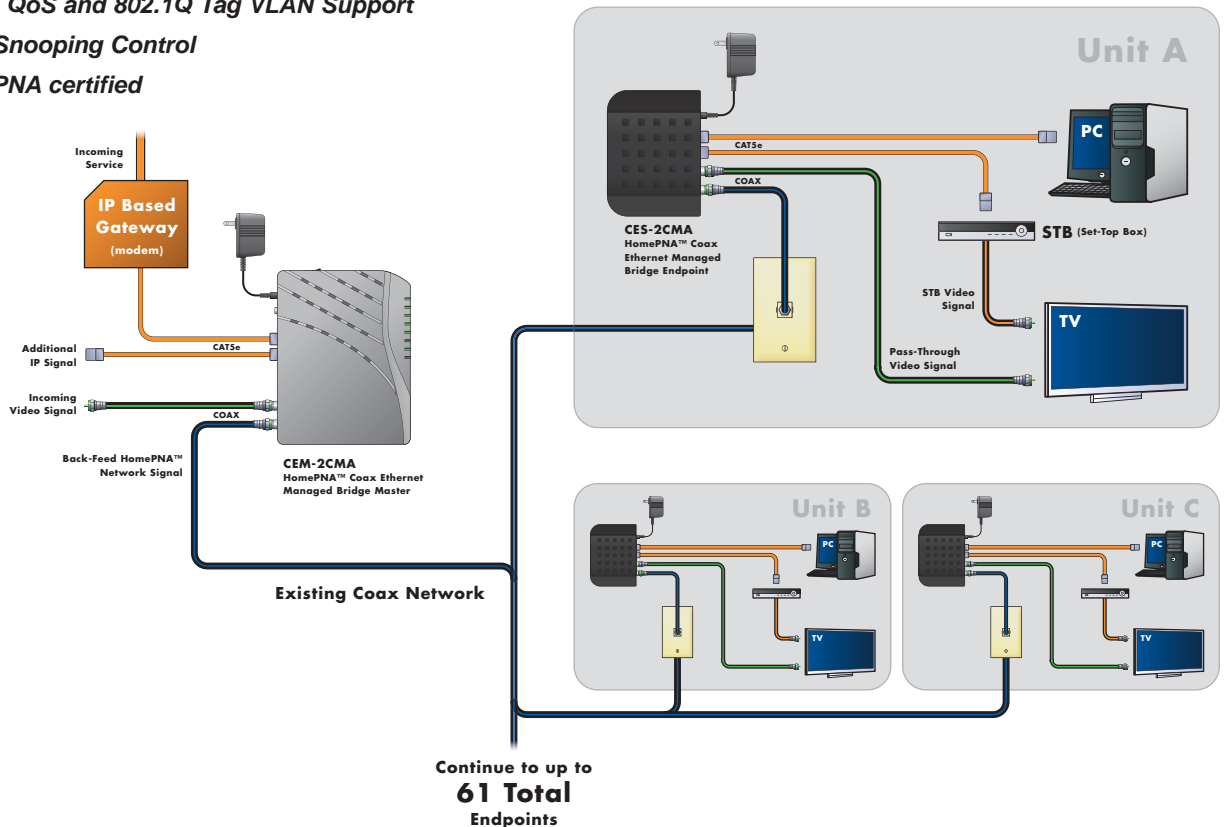 QoS and 802.1Q Tag VLAN Support
Snooping Control
PNA certified
Incoming
Service
IP Based
Gateway
(modem)
Additional
IP Signal
CAT5e
Incoming
Video Signal
COAX
Back-Feed HomePNA™
Network Signal
CEM-2CMA
HomePNA™ Coax Ethernet
Managed Bridge Master
Existing Coax Network
Continue to up to
61 Total
Endpoints
Unit A
CAT5e
COAX
CES-2CMA
HomePNA™ Coax
Ethernet Managed
Bridge Endpoint
PC
STB (Set-Top Box)
STB Video
Signal
TV
Pass-Through
Video Signal
Unit B
PC
TV
Unit C
PC
TV